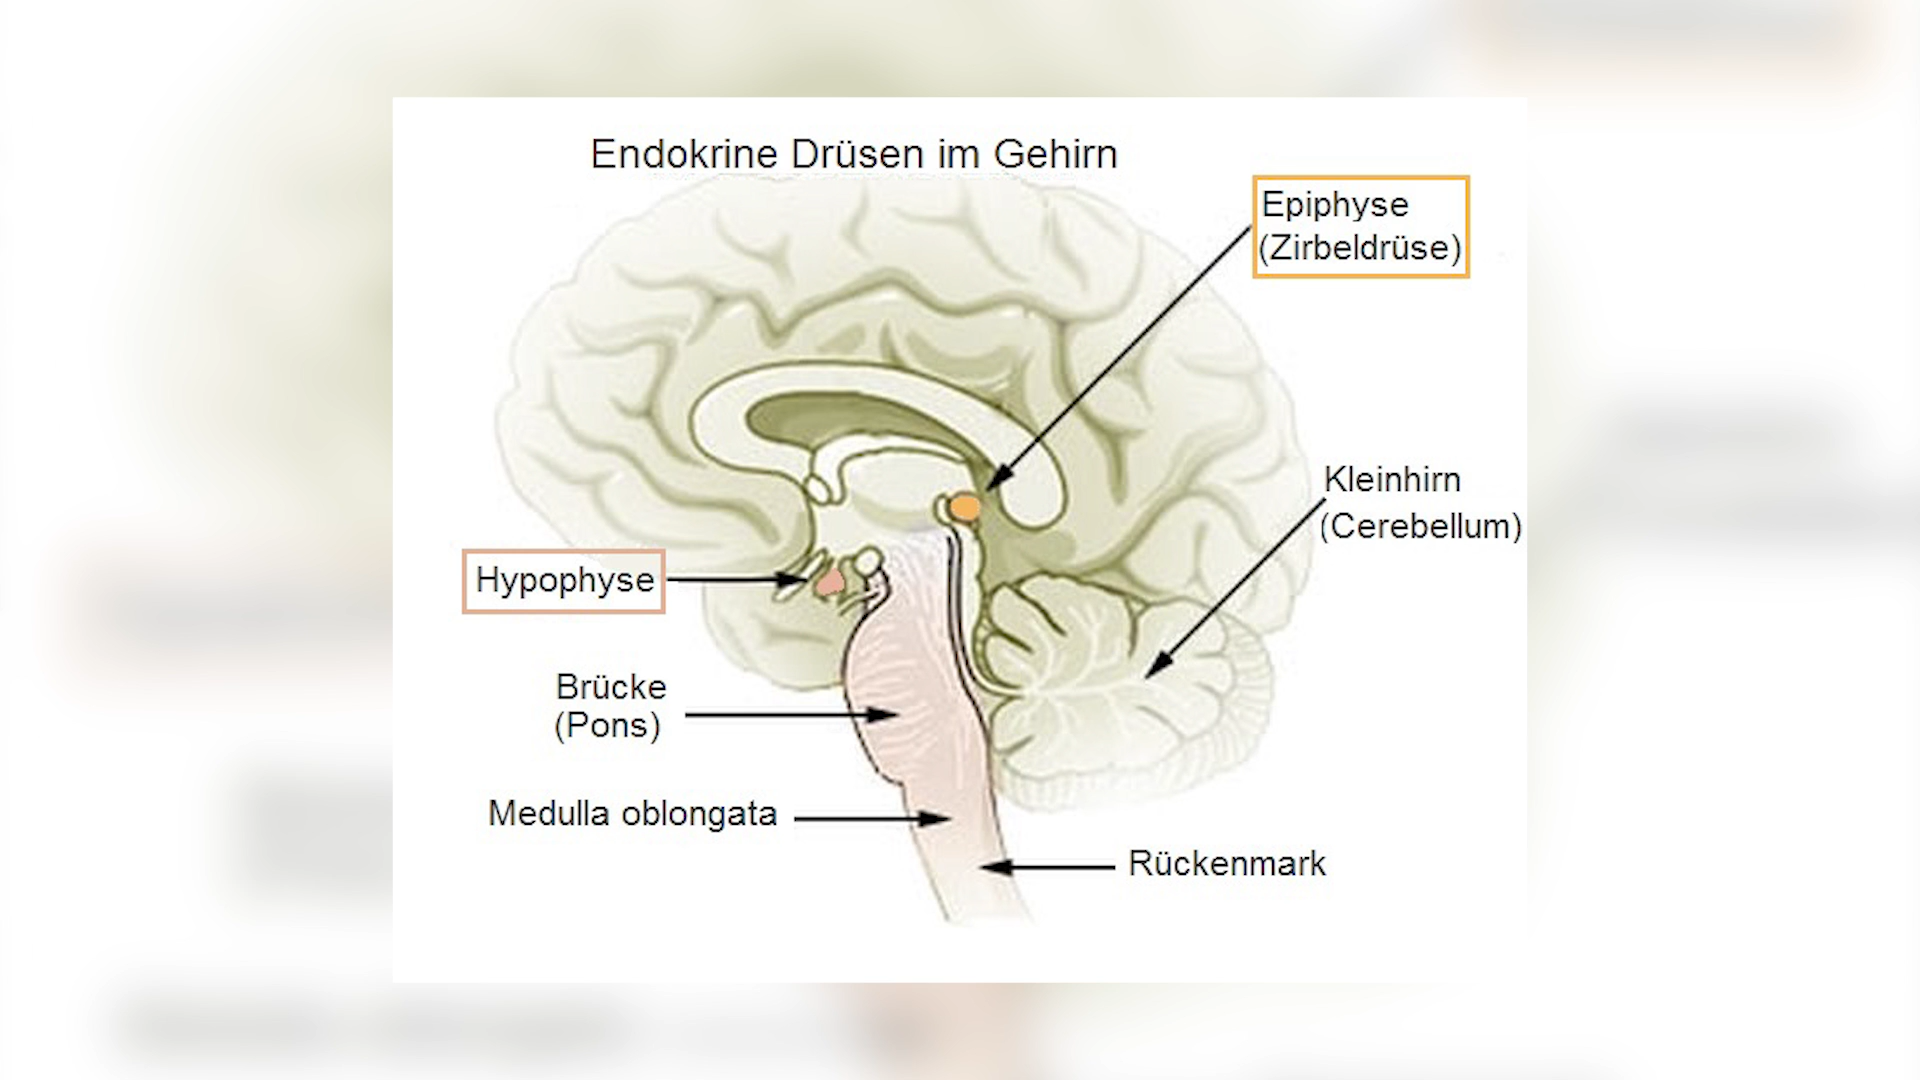 Endokrine Drüsen im Gehirn
Epiphyse
(Zirbeldrüse)
Kleinhirn
(Cerebellum)
Hypophyse
Brücke
(Pons)
Medulla oblongata
Rückenmark